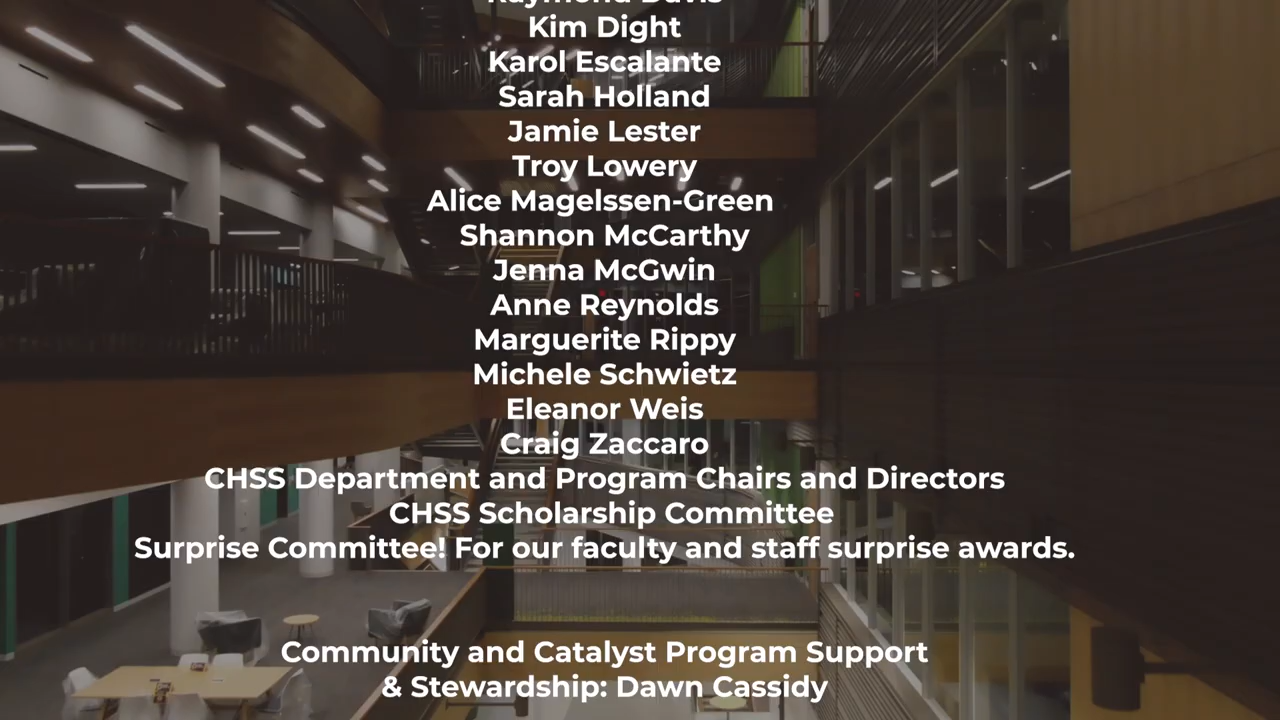 Raymond Davis
Kim Dight
Karol Escalante
Sarah Holland
Jamie Lester
Troy Lowery
Alice Magelssen-Green
Shannon McCarthy
Jenna McGwin
Anne Reynolds
Marguerite Rippy
Michele Schwietz
Eleanor Weis
Craig Zaccaro
CHSS Department and Program Chairs and Directors
CHSS Scholarship Committee
Surprise Committee! For our faculty and staff surprise awards.
Community and Catalyst Program Support
& Stewardship: Dawn Cassidy